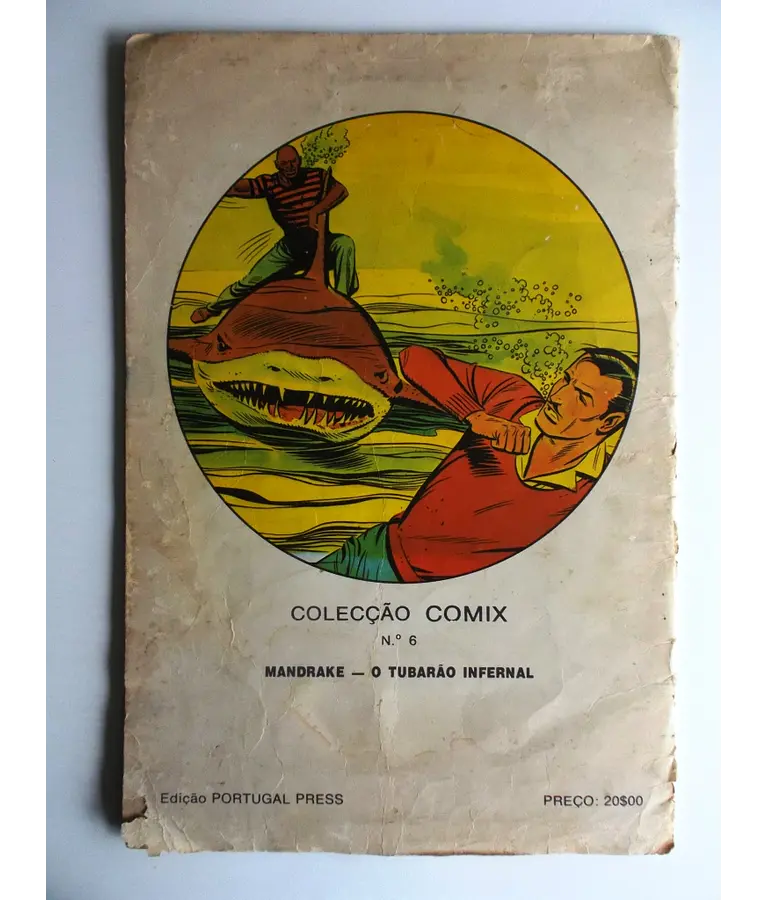 COLECÇÃO COMIX
N.º 6
MANDRAKE — O TUBARÃO INFERNAL
Edição PORTUGAL PRESS
PREÇO: 20$00